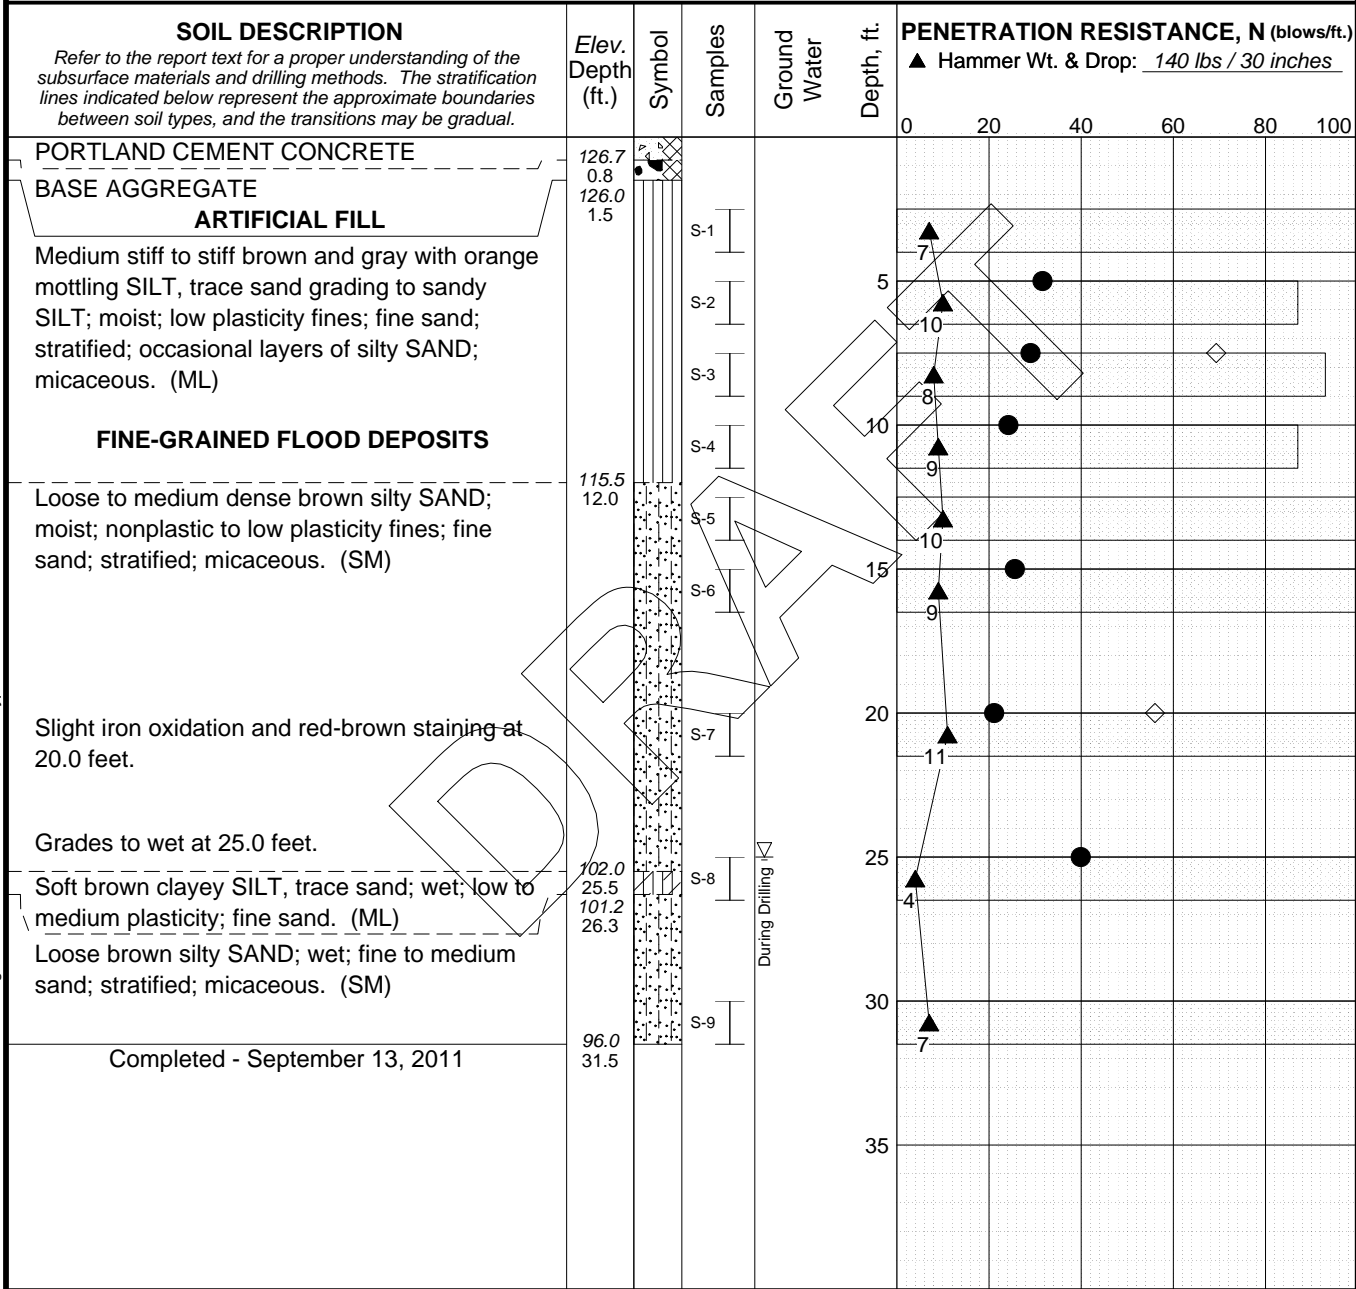 SOIL DESCRIPTION
Refer to the report text for a proper understanding of the
subsurface materials and drilling methods. The stratification
lines indicated below represent the approximate boundaries
between soil types, and the transitions may be gradual.
Elev.
Depth
(ft.)
Symbol
Samples
Ground
Water
Depth, ft.
PENETRATION RESISTANCE, N (blows/ft.)
▲ Hammer Wt. & Drop: 140 lbs / 30 inches
0 20 40 60 80 100
PORTLAND CEMENT CONCRETE
126.7
0.8
BASE AGGREGATE
126.0
1.5
ARTIFICIAL FILL
Medium stiff to stiff brown and gray with orange
mottling SILT, trace sand grading to sandy
SILT; moist; low plasticity fines; fine sand;
stratified; occasional layers of silty SAND;
micaceous. (ML)
FINE-GRAINED FLOOD DEPOSITS
115.5
12.0
Loose to medium dense brown silty SAND;
moist; nonplastic to low plasticity fines; fine
sand; stratified; micaceous. (SM)
Slight iron oxidation and red-brown staining at
20.0 feet.
Grades to wet at 25.0 feet.
102.0
25.5
Soft brown clayey SILT, trace sand; wet; low to
medium plasticity; fine sand. (ML)
101.2
26.3
Loose brown silty SAND; wet; fine to medium
sand; stratified; micaceous. (SM)
96.0
31.5
Completed - September 13, 2011
S-1
S-2
S-3
S-4
S-5
S-6
S-7
S-8
S-9
During Drilling
5
10
15
20
25
30
35
7
10
8
9
10
9
11
4
7
DRAFT